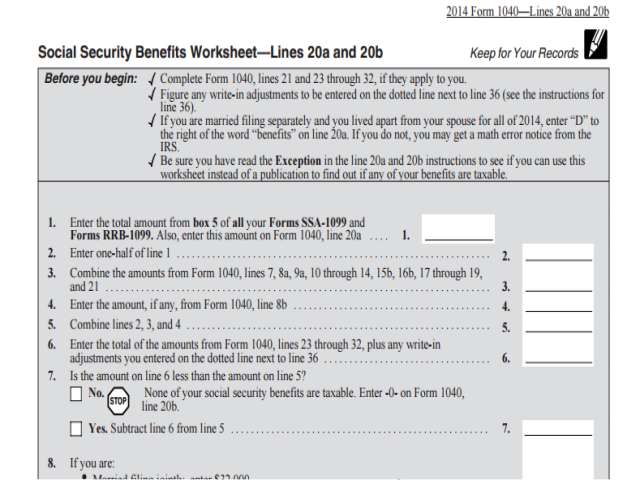 2014 Form 1040—Lines 20a and 20b
Social Security Benefits Worksheet—Lines 20a and 20b Keep for Your Records
Before you begin: √ Complete Form 1040, lines 21 and 23 through 32, if they apply to you.
√ Figure any write-in adjustments to be entered on the dotted line next to line 36 (see the instructions for
line 36).
√ If you are married filing separately and you lived apart from your spouse for all of 2014, enter “D” to
the right of the word “benefits” on line 20a. If you do not, you may get a math error notice from the
IRS.
√ Be sure you have read the Exception in the line 20a and 20b instructions to see if you can use this
worksheet instead of a publication to find out if any of your benefits are taxable.
1. Enter the total amount from box 5 of all your Forms SSA-1099 and
Forms RRB-1099. Also, enter this amount on Form 1040, line 20a .... 1.
2. Enter one-half of line 1 ........ 2.
3. Combine the amounts from Form 1040, lines 7, 8a, 9a, 10 through 14, 15b, 16b, 17 through 19,
and 21 ........ 3.
4. Enter the amount, if any, from Form 1040, line 8b ........ 4.
5. Combine lines 2, 3, and 4 ........ 5.
6. Enter the total of the amounts from Form 1040, lines 23 through 32, plus any write-in
adjustments you entered on the dotted line next to line 36 ........ 6.
7. Is the amount on line 6 less than the amount on line 5?
No. STOP None of your social security benefits are taxable. Enter -0- on Form 1040,
line 20b.
Yes. Subtract line 6 from line 5 ........ 7.
8. If you are: